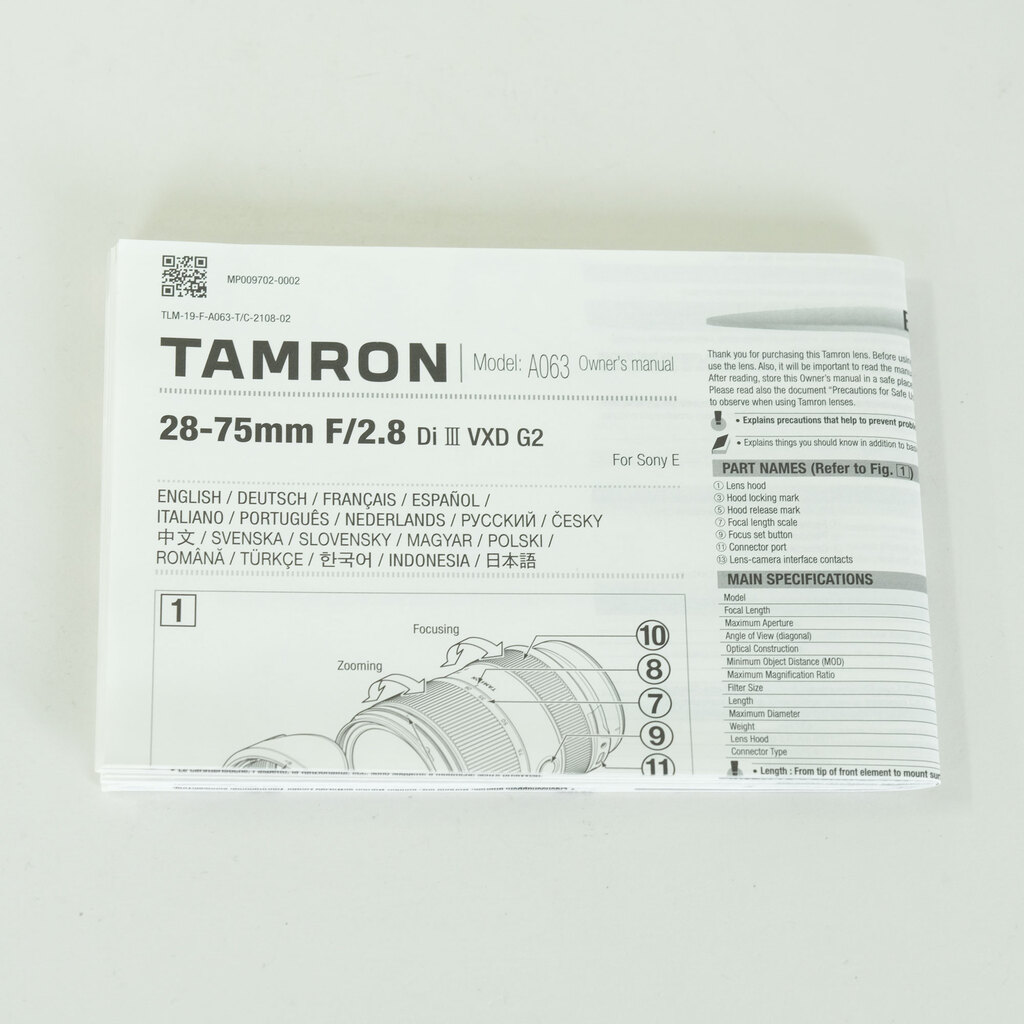 MP009702-0002
TLM-19-F-A063-T/C-2108-02
TAMRON Model: A063 Owner's manual
28-75mm F/2.8 Di III VXD G2
For Sony E
ENGLISH / DEUTSCH / FRANÇAIS / ESPAÑOL /
ITALIANO / PORTUGUÊS / NEDERLANDS / РУССКИЙ / ČESKY
中文 / SVENSKA / SLOVENSKY / MAGYAR / POLSKI /
ROMÂNĂ / TÜRKÇE / 한국어 / INDONESIA / 日本語
1
Focusing
Zooming
TAMRON
10
8
7
9
11
E
Thank you for purchasing this Tamron lens. Before
use the lens. Also, it will be important to read the
After reading, store this Owner's manual in a safe
Please read also the document "Precautions for Safe
to observe when using Tamron lenses.
• Explains precautions that help to prevent
• Explains things you should know in addition to
PART NAMES (Refer to Fig. 1)
① Lens hood
③ Hood locking mark
⑤ Hood release mark
⑦ Focal length scale
⑨ Focus set button
⑪ Connector port
⑬ Lens-camera interface contacts
MAIN SPECIFICATIONS
Model
Focal Length
Maximum Aperture
Angle of View (diagonal)
Optical Construction
Minimum Object Distance (MOD)
Maximum Magnification Ratio
Filter Size
Length
Maximum Diameter
Weight
Lens Hood
Connector Type
• Length : From tip of front element to mount